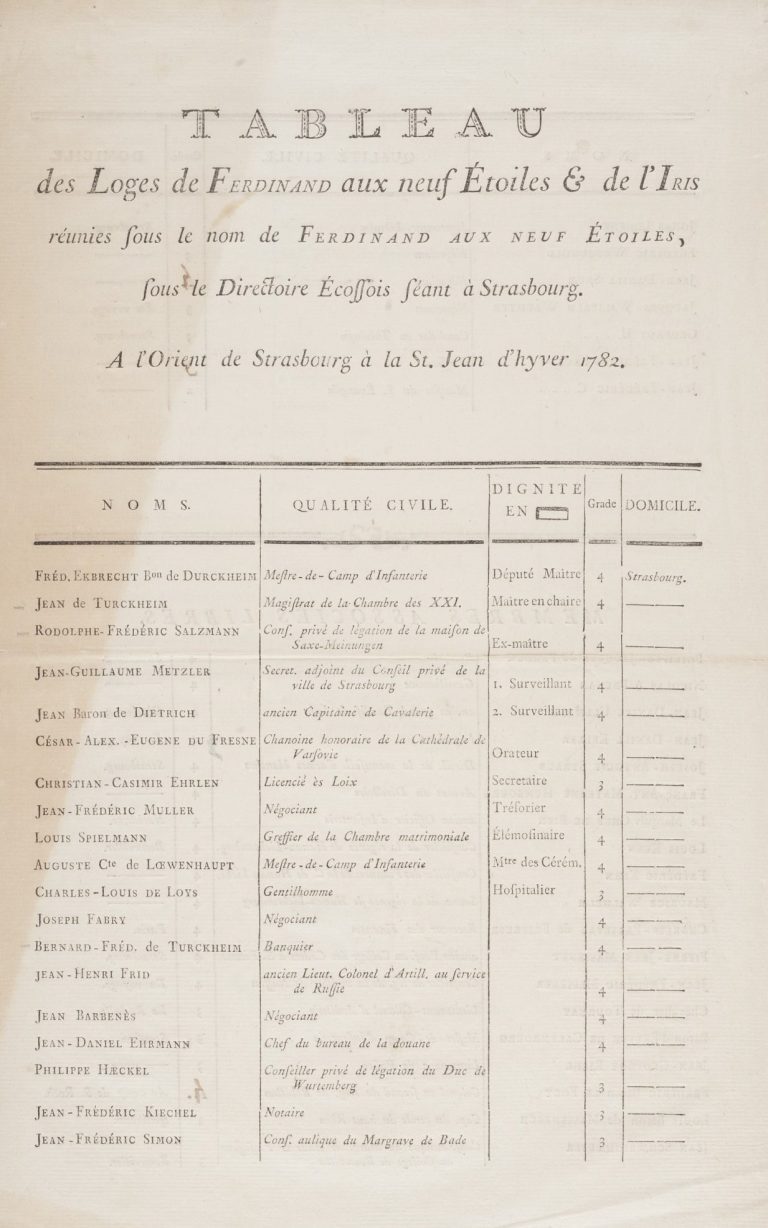 TABLEAU
des Loges de FERDINAND aux neuf Étoiles & de l'IRIS
réunies ſous le nom de FERDINAND AUX NEUF ÉTOILES,
ſous le Directoire Écoſſois ſéant à Strasbourg.
A l'Orient de Strasbourg à la St. Jean d'hyver 1782.
NOMS. QUALITÉ CIVILE. DIGNITE EN Grade DOMICILE.
FRÉD. EKBRECHT Bon de DURCKHEIM Meſtre-de-Camp d'Infanterie Député Maitre 4 Strasbourg.
JEAN de TURCKHEIM Magiſtrat de la Chambre des XXI. Maître en chaire 4
RODOLPHE-FRÉDÉRIC SALZMANN Conſ. privé de légation de la maiſon de
Saxe-Meinungen Ex-maître 4
JEAN-GUILLAUME METZLER Secret. adjoint du Conſeil privé de la
ville de Strasbourg 1. Surveillant 4
JEAN Baron de DIETRICH ancien Capitaine de Cavalerie 2. Surveillant 4
CÉSAR-ALEX.-EUGENE DU FRESNE Chanoine honoraire de la Cathédrale de
Varſovie Orateur 4
CHRISTIAN-CASIMIR EHRLEN Licencié ès Loix Secretaire 3
JEAN-FRÉDÉRIC MULLER Négociant Tréſorier 4
LOUIS SPIELMANN Greffier de la Chambre matrimoniale Élémoſinaire 4
AUGUSTE Cte de LŒWENHAUPT Meſtre-de-Camp d'Infanterie Mtre des Cérém. 4
CHARLES-LOUIS DE LOYS Gentilhomme Hoſpitalier 3
JOSEPH FABRY Négociant 4
BERNARD-FRÉD. de TURCKHEIM Banquier 4
JEAN-HENRI FRID ancien Lieut. Colonel d'Artill. au ſervice
de Ruſſie 4
JEAN BARBENÈS Négociant 4
JEAN-DANIEL EHRMANN Chef du bureau de la douane 4
PHILIPPE HÆCKEL Conſeiller privé de légation du Duc de
Wurtemberg 3
JEAN-FRÉDÉRIC KIECHEL Notaire 3
JEAN-FRÉDÉRIC SIMON Conſ. aulique du Margrave de Bade 3